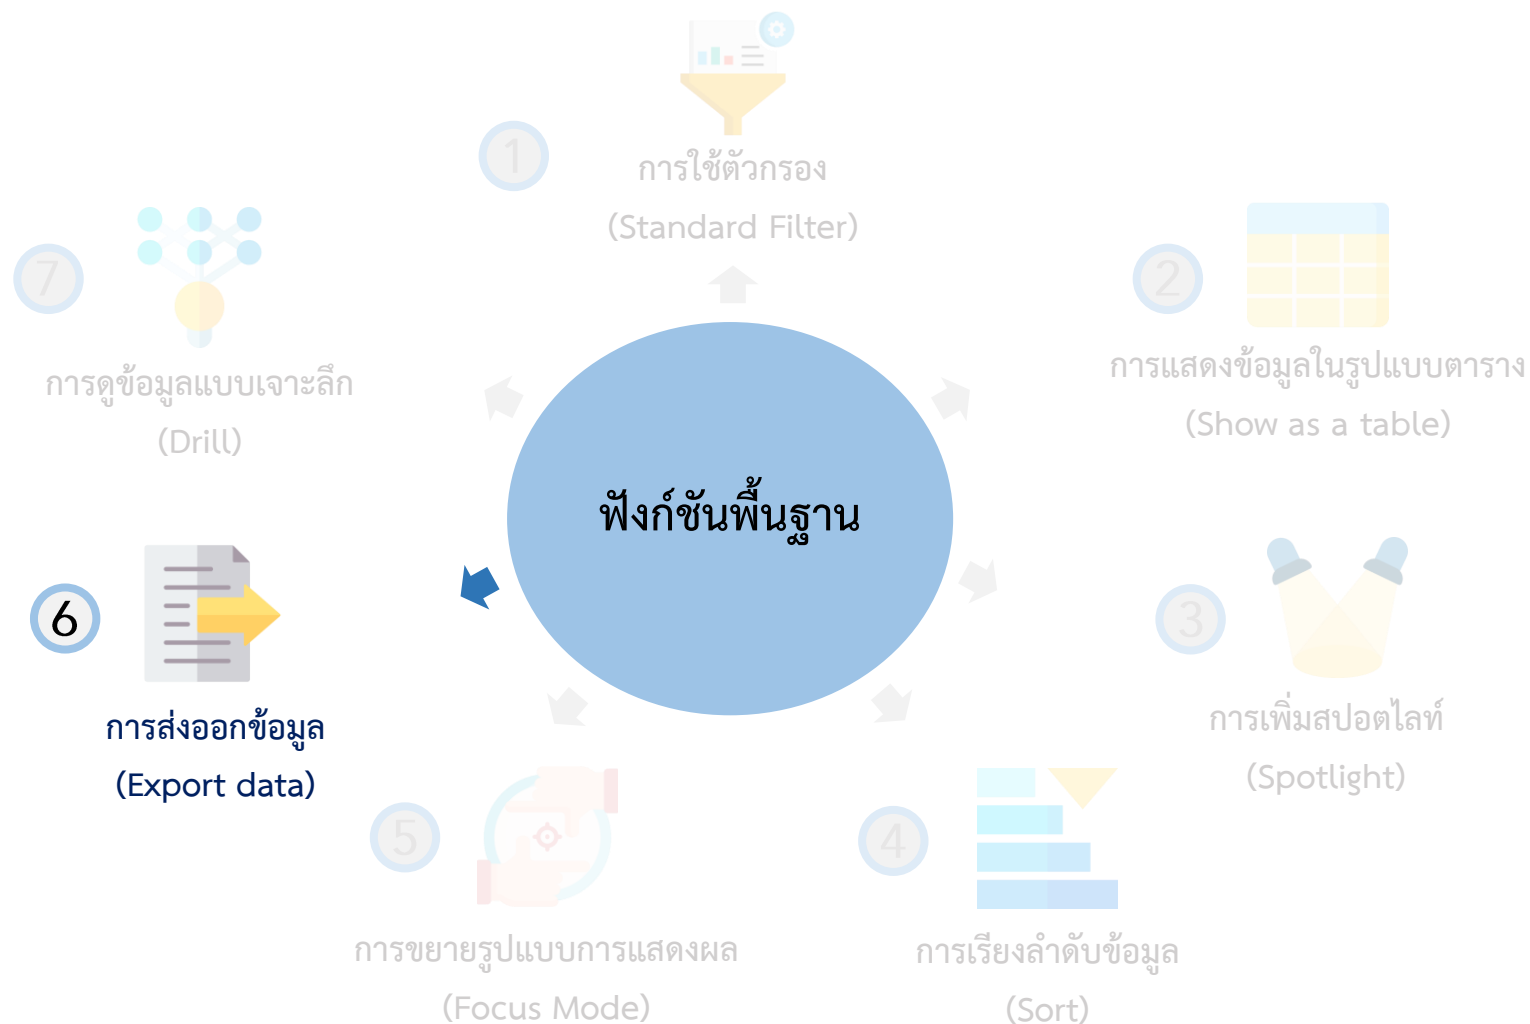 1
การใช้ตัวกรอง
(Standard Filter)
2
การแสดงข้อมูลในรูปแบบตาราง
(Show as a table)
3
การเพิ่มสปอตไลท์
(Spotlight)
4
การเรียงลำดับข้อมูล
(Sort)
5
การขยายรูปแบบการแสดงผล
(Focus Mode)
6
การส่งออกข้อมูล
(Export data)
7
การดูข้อมูลแบบเจาะลึก
(Drill)
ฟังก์ชันพื้นฐาน